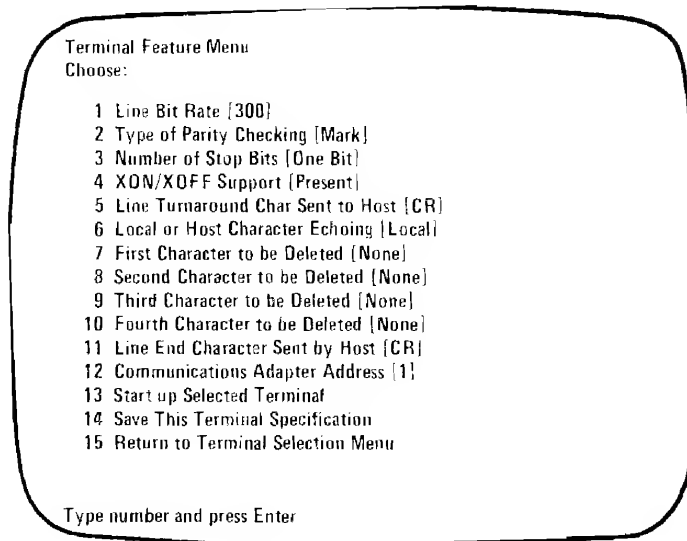 Terminal Feature Menu
Choose:
1 Line Bit Rate [300]
2 Type of Parity Checking [Mark]
3 Number of Stop Bits [One Bit]
4 XON/XOFF Support [Present]
5 Line Turnaround Char Sent to Host [CR]
6 Local or Host Character Echoing [Local]
7 First Character to be Deleted [None]
8 Second Character to be Deleted [None]
9 Third Character to be Deleted [None]
10 Fourth Character to be Deleted [None]
11 Line End Character Sent by Host [CR]
12 Communications Adapter Address [1]
13 Start up Selected Terminal
14 Save This Terminal Specification
15 Return to Terminal Selection Menu
Type number and press Enter